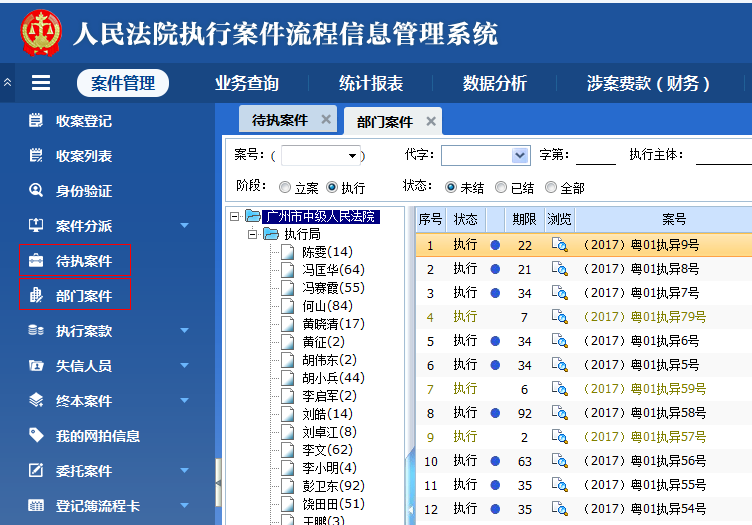 人民法院执行案件流程信息管理系统
案件管理 业务查询 统计报表 数据分析 涉案费款（财务）
收案登记
收案列表
身份验证
案件分派
待执案件
部门案件
执行案款
失信人员
终本案件
我的网拍信息
委托案件
登记簿流程卡
待执案件 部门案件
案号：( ) 代字： 字第： 执行主体：
阶段： 立案 执行 状态： 未结 已结 全部
广州市中级人民法院
执行局
陈雯(14)
冯匡华(64)
冯赛霞(55)
何山(84)
黄晓清(17)
黄征(2)
胡伟东(2)
胡小兵(44)
李启军(2)
刘皓(14)
刘卓江(8)
李文(62)
李小明(4)
彭卫东(92)
饶田田(51)
王鹏(3)
序号 状态 期限 浏览 案号
1 执行 22 （2017）粤01执异9号
2 执行 21 （2017）粤01执异8号
3 执行 34 （2017）粤01执异7号
4 执行 7 （2017）粤01执异79号
5 执行 34 （2017）粤01执异6号
6 执行 34 （2017）粤01执异5号
7 执行 6 （2017）粤01执异59号
8 执行 92 （2017）粤01执异58号
9 执行 2 （2017）粤01执异57号
10 执行 63 （2017）粤01执异56号
11 执行 35 （2017）粤01执异55号
12 执行 35 （2017）粤01执异54号